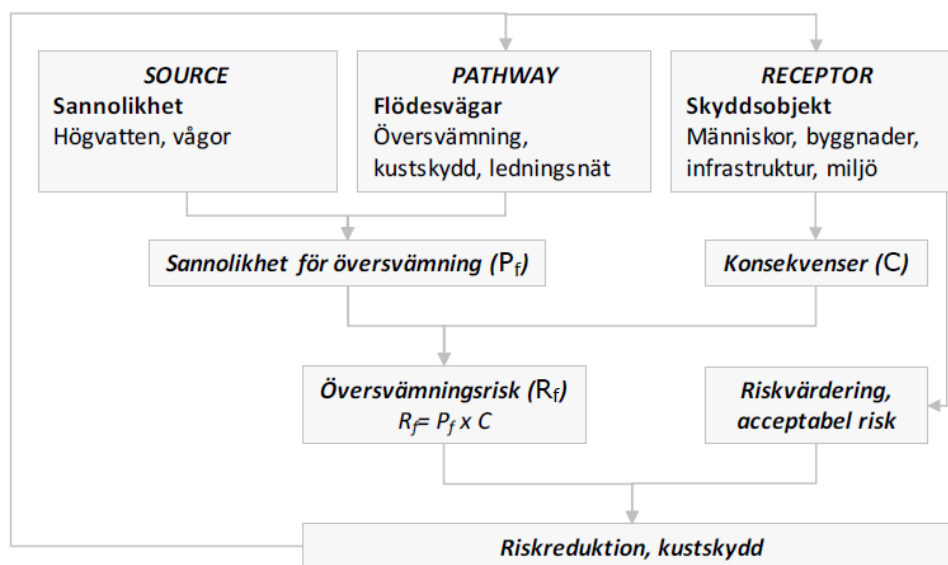 SOURCE
Sannolikhet
Högvatten, vågor
PATHWAY
Flödesvägar
Översvämning,
kustskydd, ledningsnät
RECEPTOR
Skyddsobjekt
Människor, byggnader,
infrastruktur, miljö
Sannolikhet för översvämning (Pf)
Konsekvenser (C)
Översvämningsrisk (Rf)
Rf= Pf x C
Riskvärdering,
acceptabel risk
Riskreduktion, kustskydd